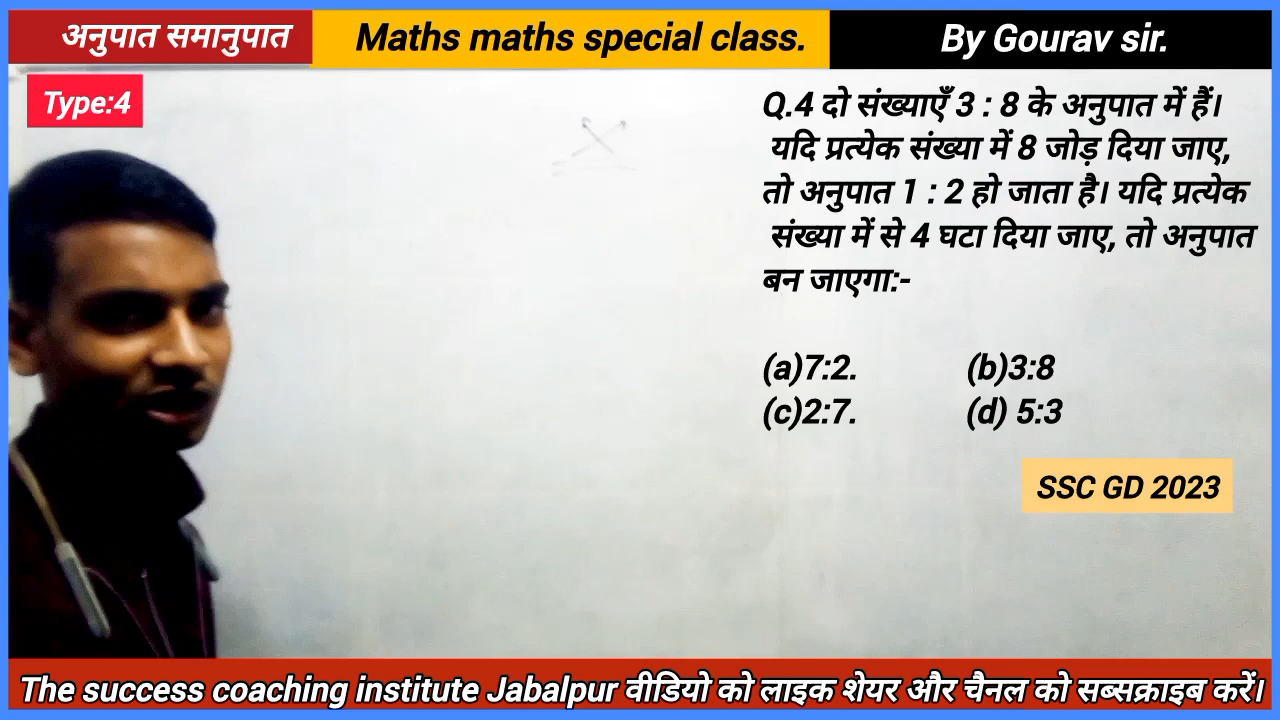 अनुपात समानुपात
Maths maths special class.
By Gourav sir.
Type:4
Q.4 दो संख्याएँ 3 : 8 के अनुपात में हैं।
यदि प्रत्येक संख्या में 8 जोड़ दिया जाए,
तो अनुपात 1 : 2 हो जाता है। यदि प्रत्येक
संख्या में से 4 घटा दिया जाए, तो अनुपात
बन जाएगा:-
(a)7:2. (b)3:8
(c)2:7. (d) 5:3
SSC GD 2023
The success coaching institute Jabalpur वीडियो को लाइक शेयर और चैनल को सब्सक्राइब करें।